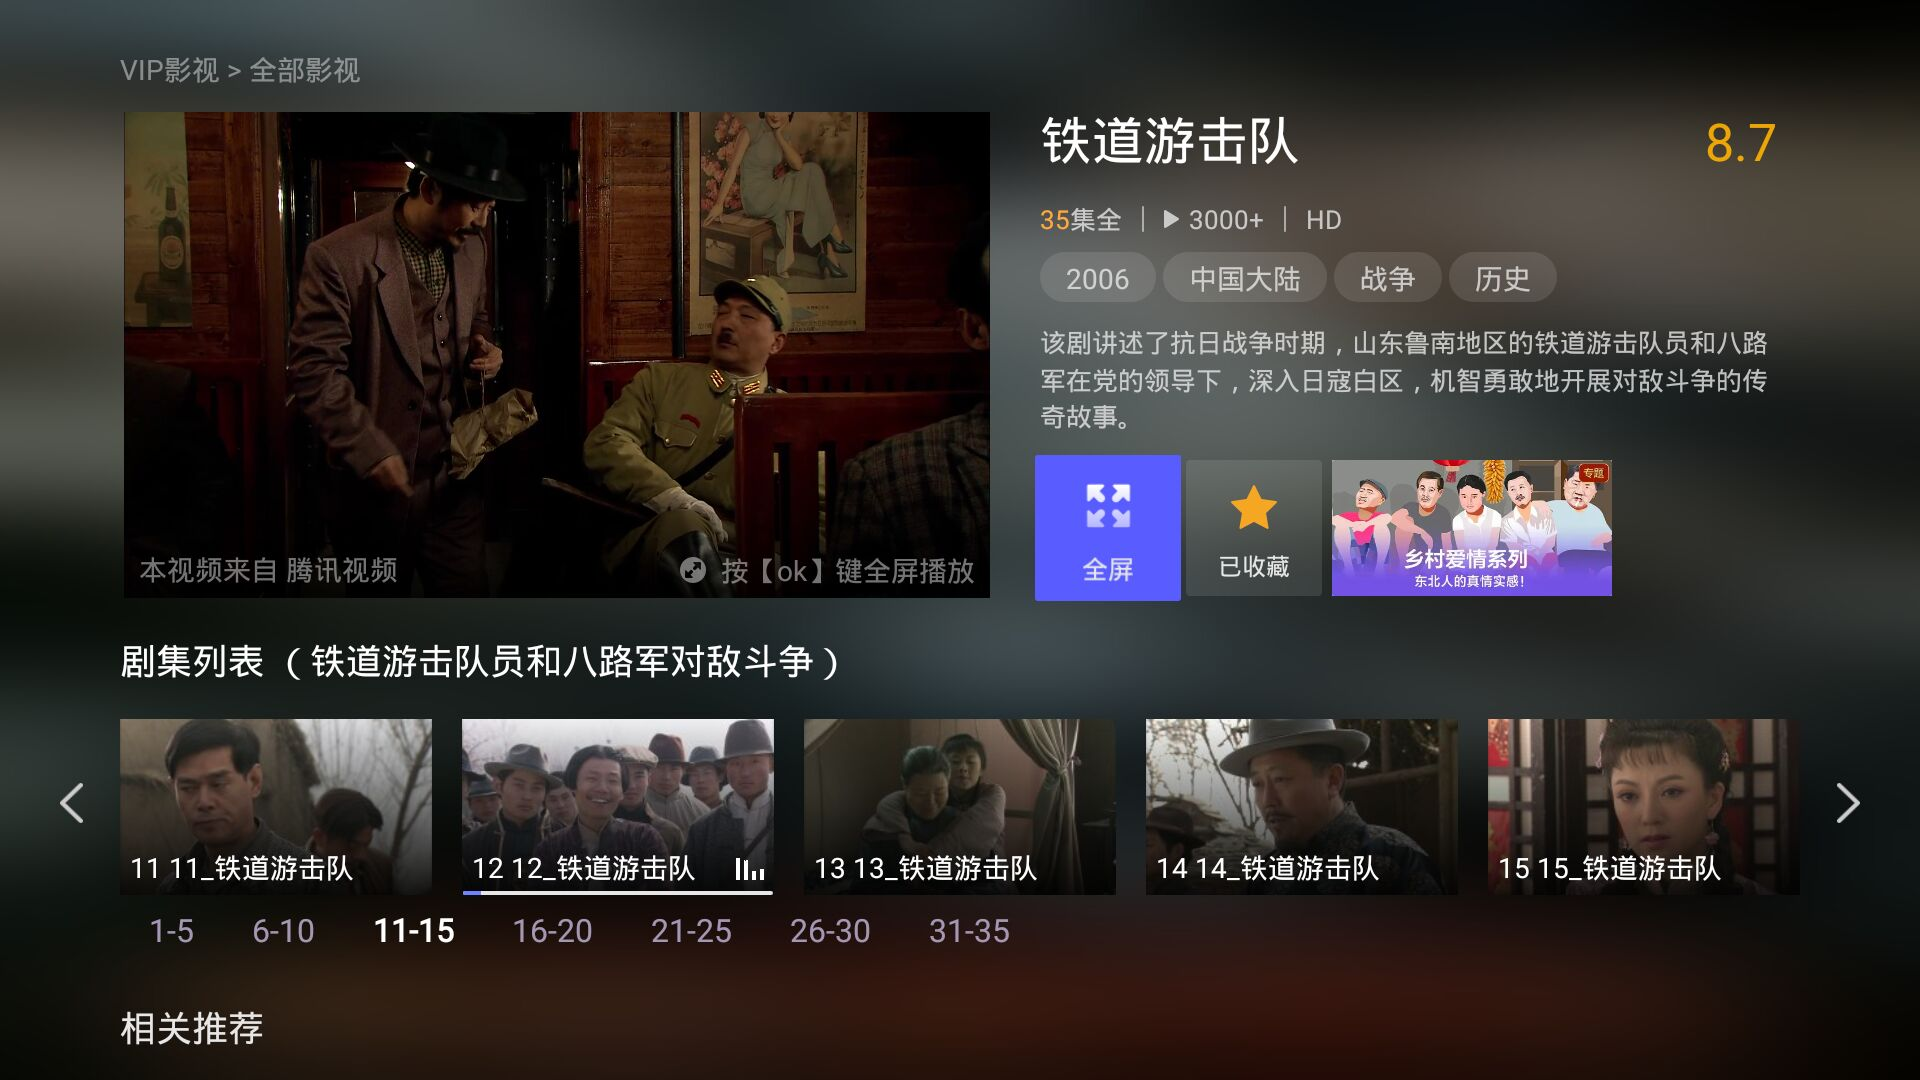 VIP影视 > 全部影视
铁道游击队
8.7
35集全 | 3000+ | HD
2006 中国大陆 战争 历史
该剧讲述了抗日战争时期，山东鲁南地区的铁道游击队员和八路
军在党的领导下，深入日寇白区，机智勇敢地开展对敌斗争的传
奇故事。
本视频来自 腾讯视频
按【ok】键全屏播放
全屏
已收藏
专题
乡村爱情系列
东北人的真情实感!
剧集列表 （铁道游击队员和八路军对敌斗争）
11 11_铁道游击队
12 12_铁道游击队
13 13_铁道游击队
14 14_铁道游击队
15 15_铁道游击队
1-5 6-10 11-15 16-20 21-25 26-30 31-35
相关推荐